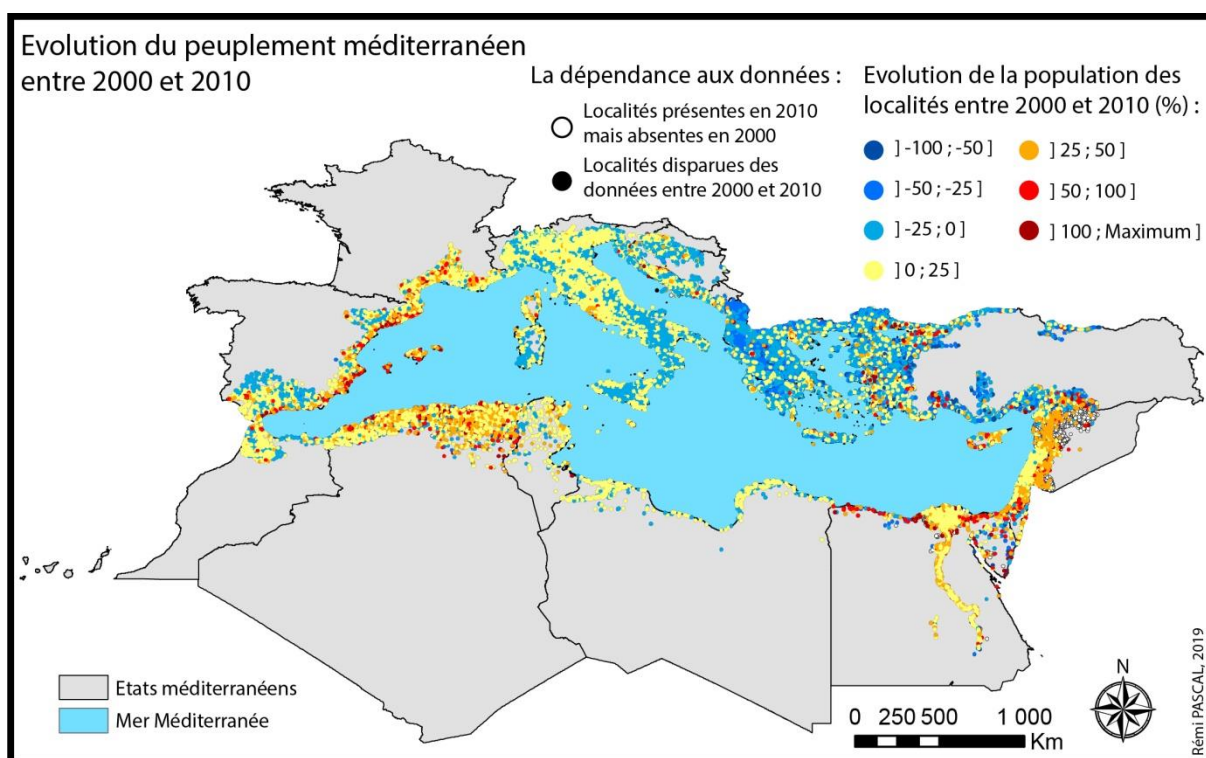 Evolution du peuplement méditerranéen
entre 2000 et 2010
La dépendance aux données :
Localités présentes en 2010
mais absentes en 2000
Localités disparues des
données entre 2000 et 2010
Evolution de la population des
localités entre 2000 et 2010 (%) :
] -100 ; -50 ]
] -50 ; -25 ]
] -25 ; 0 ]
] 0 ; 25 ]
] 25 ; 50 ]
] 50 ; 100 ]
] 100 ; Maximum ]
Etats méditerranéens
Mer Méditerranée
0 250 500 1 000
Km
N
Rémi PASCAL, 2019